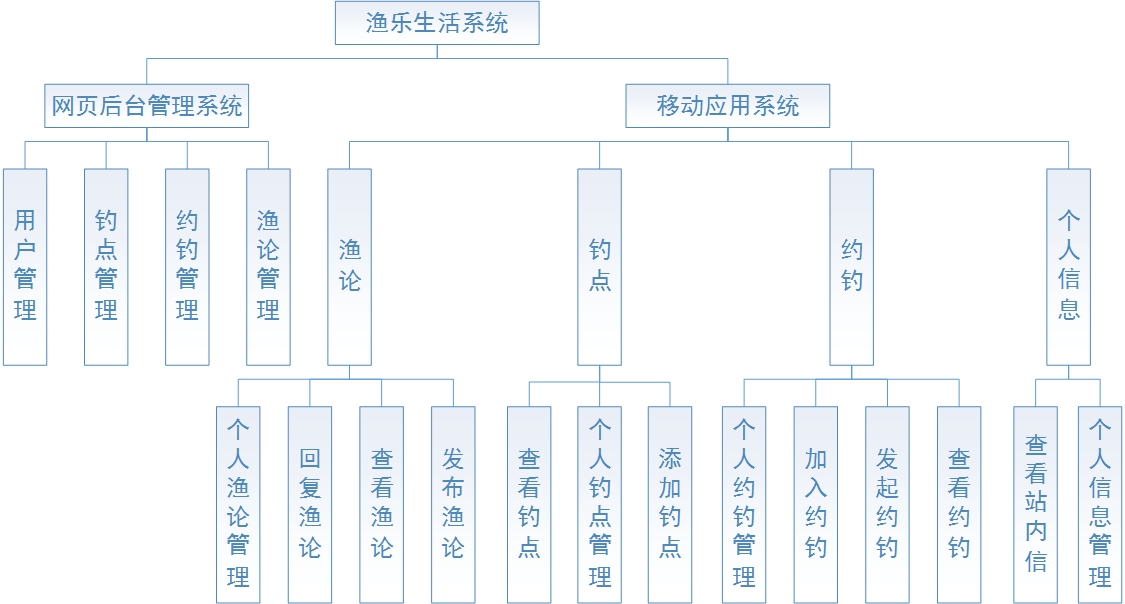 渔乐生活系统
网页后台管理系统
移动应用系统
用户管理
钓点管理
约钓管理
渔论管理
渔论
钓点
约钓
个人信息
个人渔论管理
回复渔论
查看渔论
发布渔论
查看钓点
个人钓点管理
添加钓点
个人约钓管理
加入约钓
发起约钓
查看约钓
查看站内信
个人信息管理